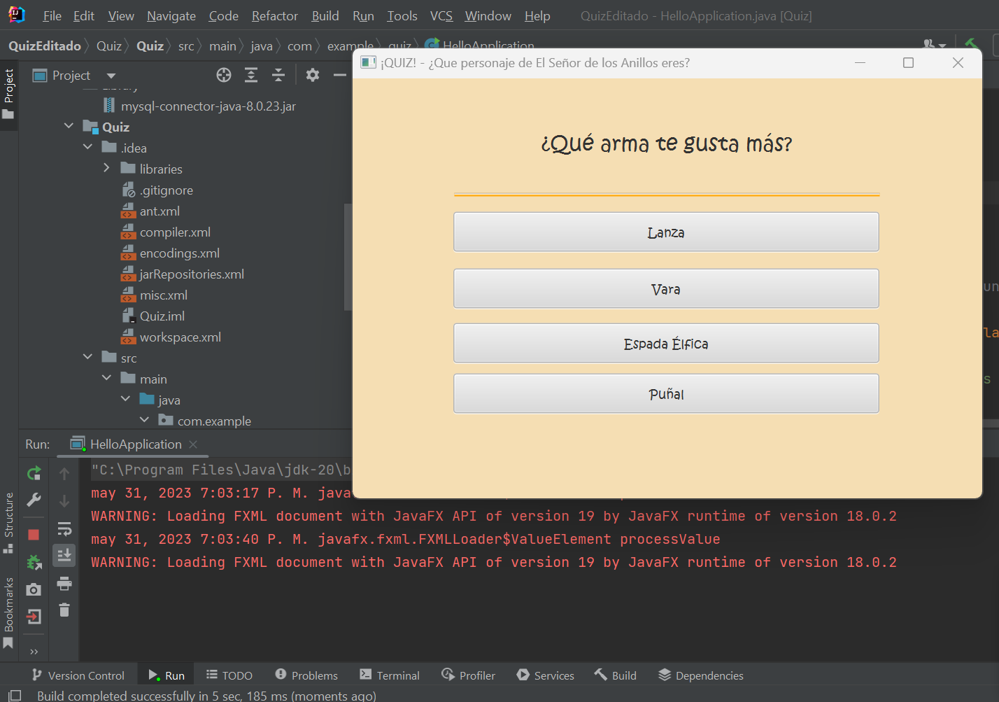 File Edit View Navigate Code Refactor Build Run Tools VCS Window Help QuizEditado - HelloApplication.java [Quiz]
QuizEditado Quiz Quiz src main java com example quiz HelloApplication
¡QUIZ! - ¿Que personaje de El Señor de los Anillos eres?
Project
Project
Library
mysql-connector-java-8.0.23.jar
Quiz
.idea
libraries
.gitignore
ant.xml
compiler.xml
encodings.xml
jarRepositories.xml
misc.xml
Quiz.iml
workspace.xml
src
main
java
com.example
¿Qué arma te gusta más?
Lanza
Vara
Espada Élfica
Puñal
un
la
s
Run: HelloApplication
"C:\Program Files\Java\jdk-20\b
may 31, 2023 7:03:17 P. M. java
WARNING: Loading FXML document with JavaFX API of version 19 by JavaFX runtime of version 18.0.2
may 31, 2023 7:03:40 P. M. javafx.fxml.FXMLLoader$ValueElement processValue
WARNING: Loading FXML document with JavaFX API of version 19 by JavaFX runtime of version 18.0.2
Structure
Bookmarks
Version Control Run TODO Problems Terminal Profiler Services Build Dependencies
Build completed successfully in 5 sec, 185 ms (moments ago)